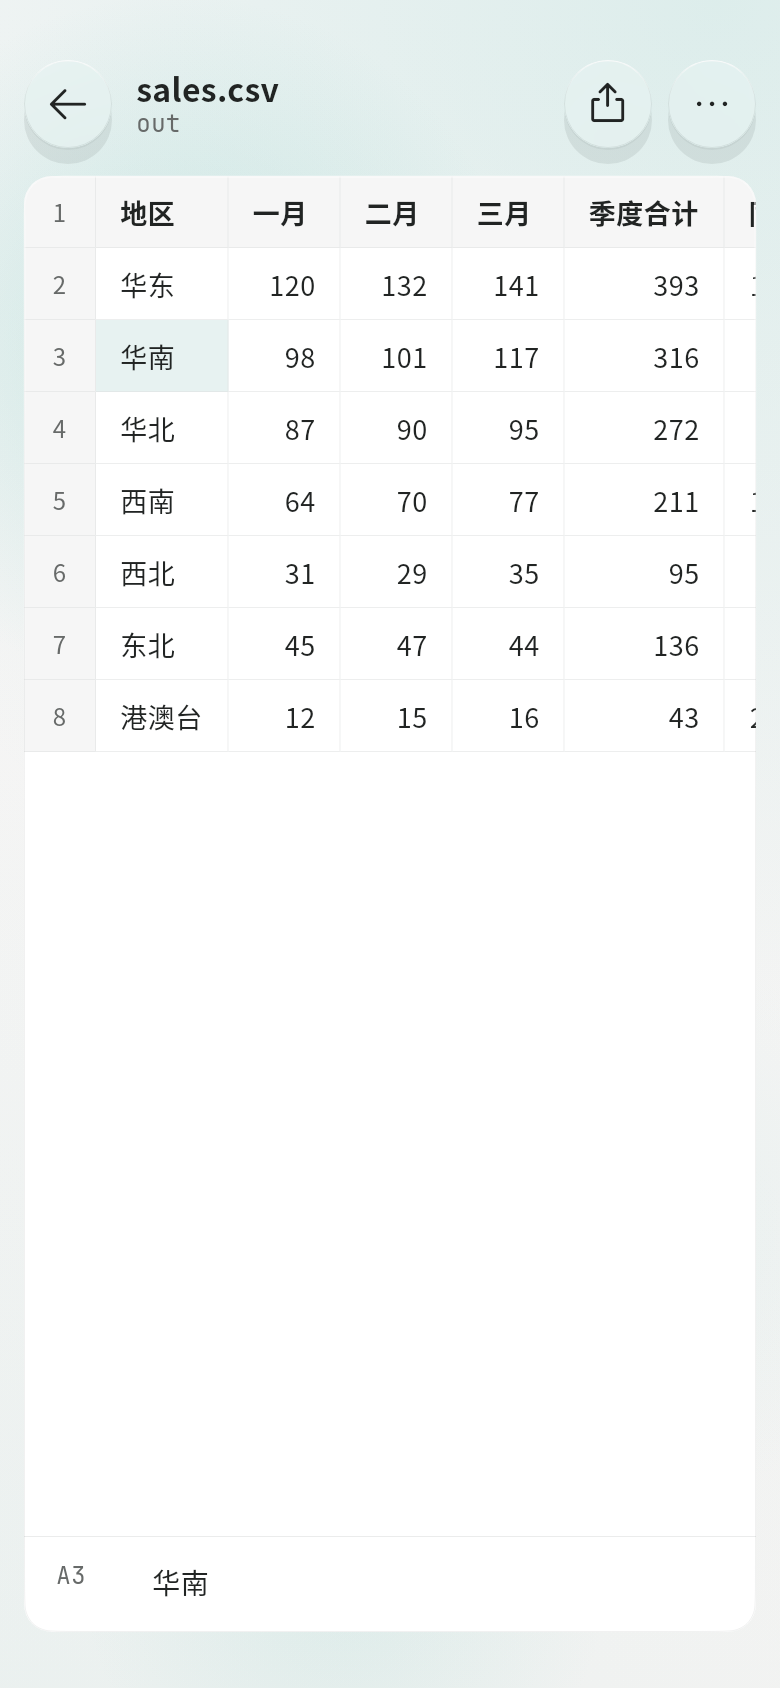 sales.csv
out
1 地区 一月 二月 三月 季度合计
2 华东 120 132 141 393
3 华南 98 101 117 316
4 华北 87 90 95 272
5 西南 64 70 77 211
6 西北 31 29 35 95
7 东北 45 47 44 136
8 港澳台 12 15 16 43
A3 华南